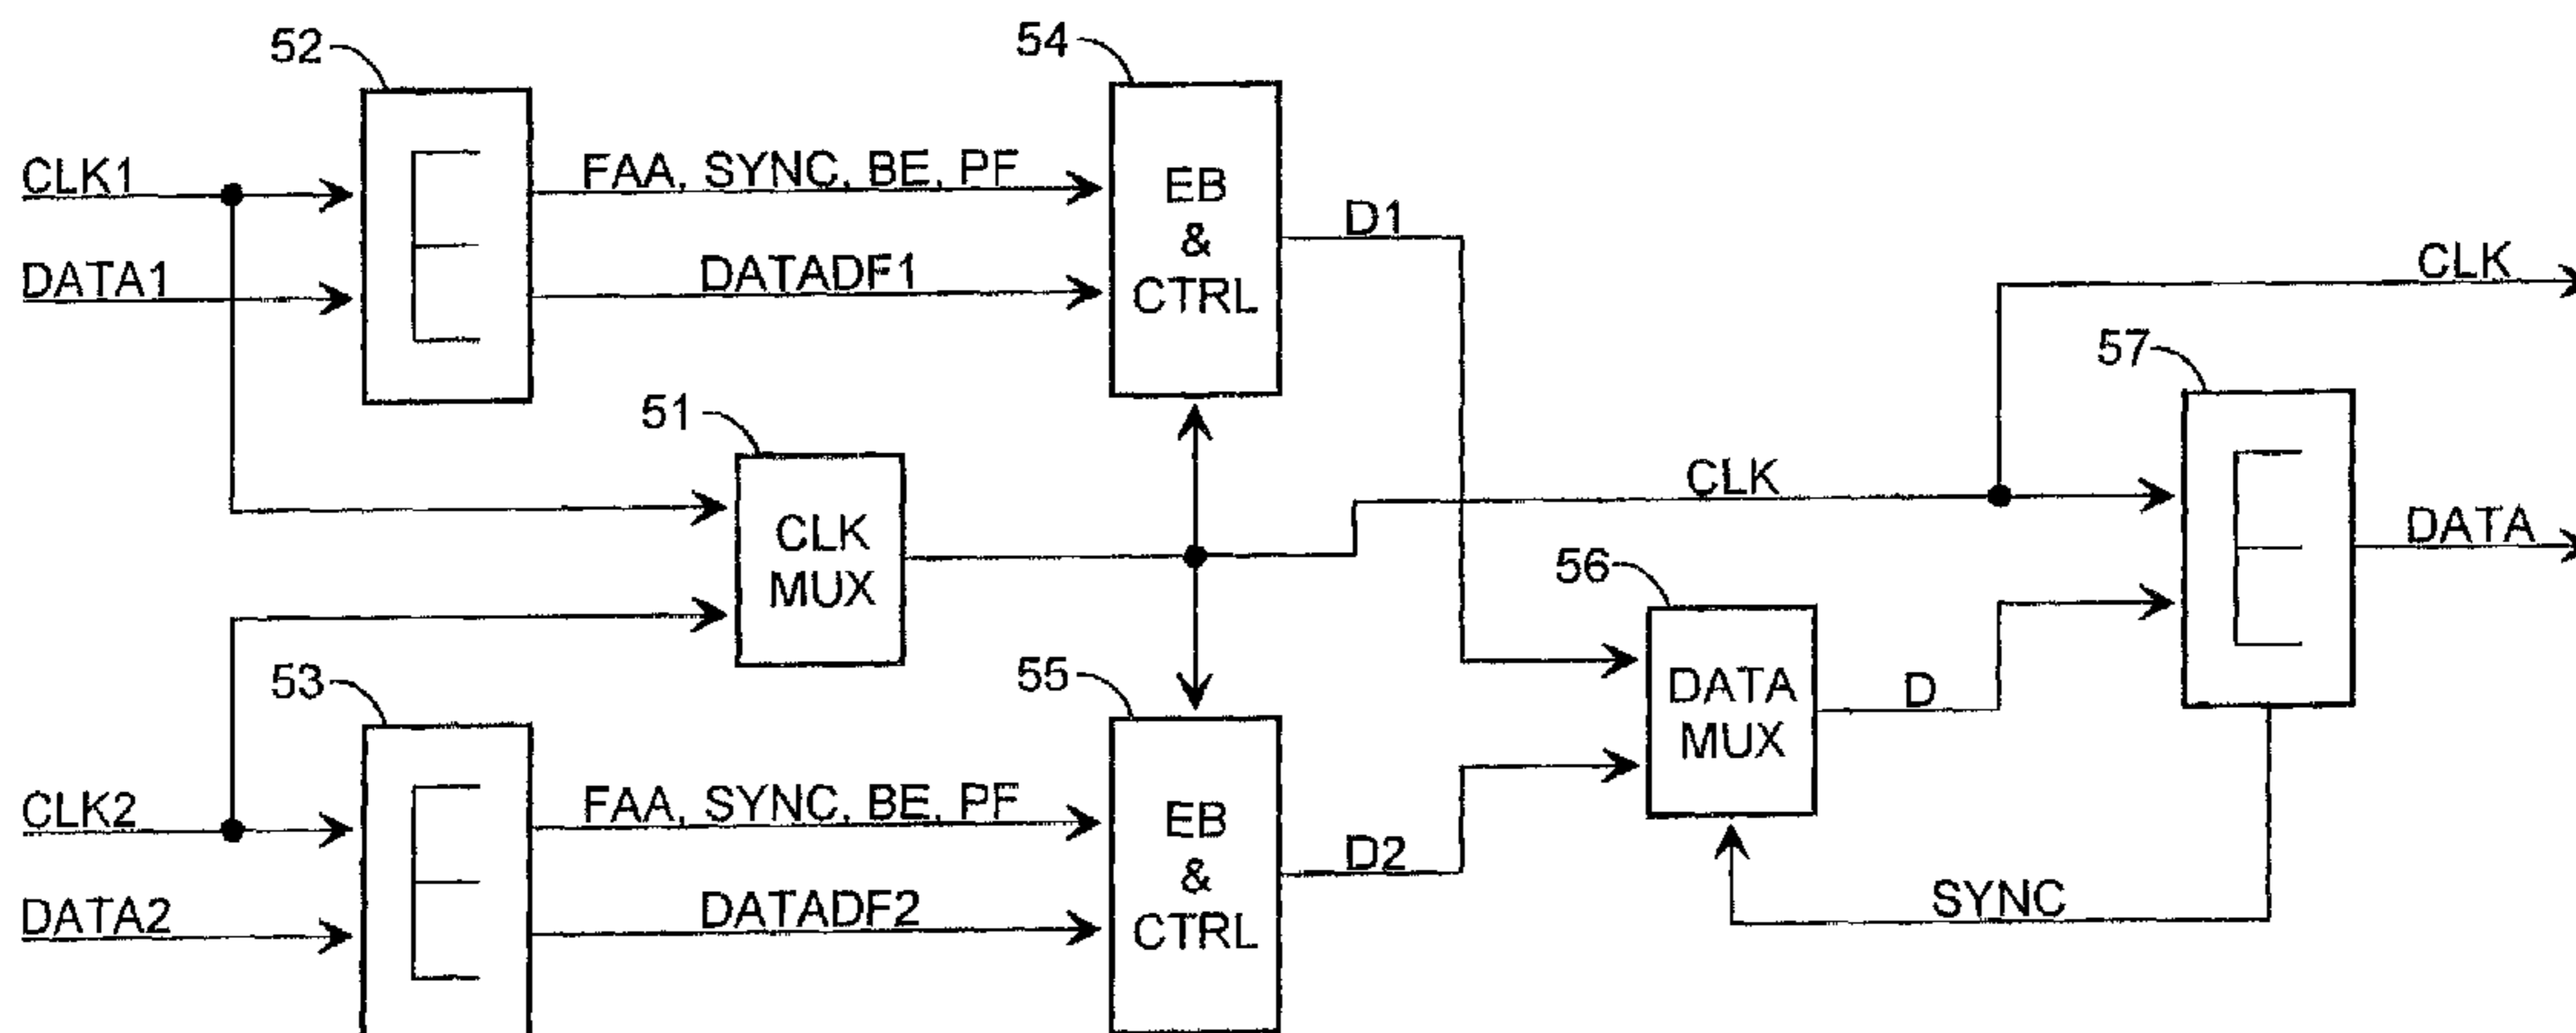 52
54
CLK1
FAA, SYNC, BE, PF
EB
&
CTRL
D1
DATA1
DATADF1
CLK
57
51
CLK
MUX
CLK
DATA
56
53
55
DATA
MUX
D
CLK2
FAA, SYNC, BE, PF
EB
&
CTRL
D2
DATA2
DATADF2
SYNC